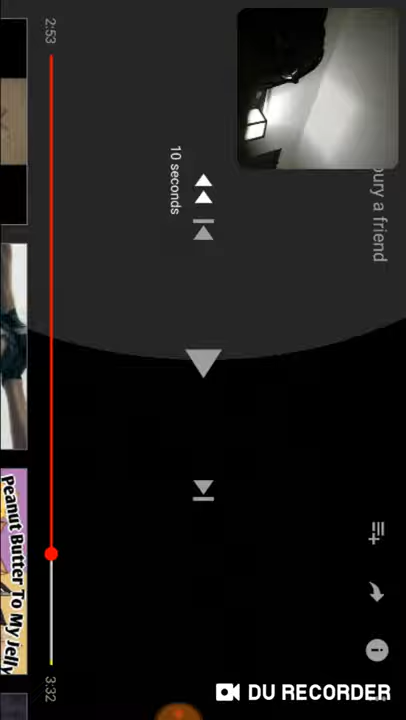 bury a friend
10 seconds
2:53
3:32
Peanut Butter To My Jelly
DU RECORDER